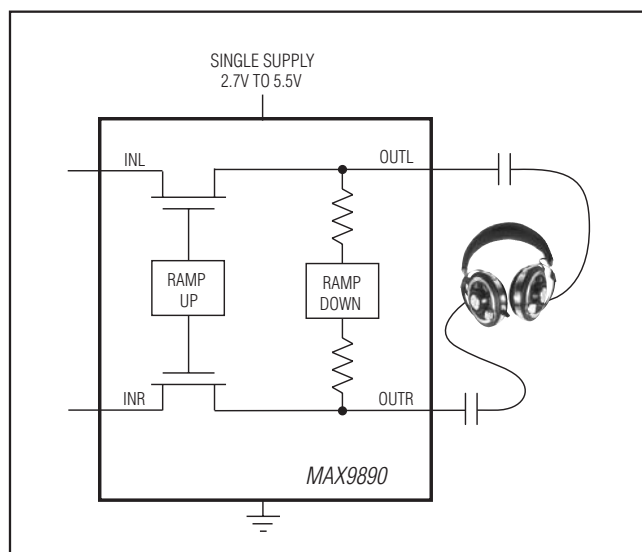 SINGLE SUPPLY
2.7V TO 5.5V
INL
OUTL
RAMP
UP
RAMP
DOWN
INR
OUTR
MAX9890